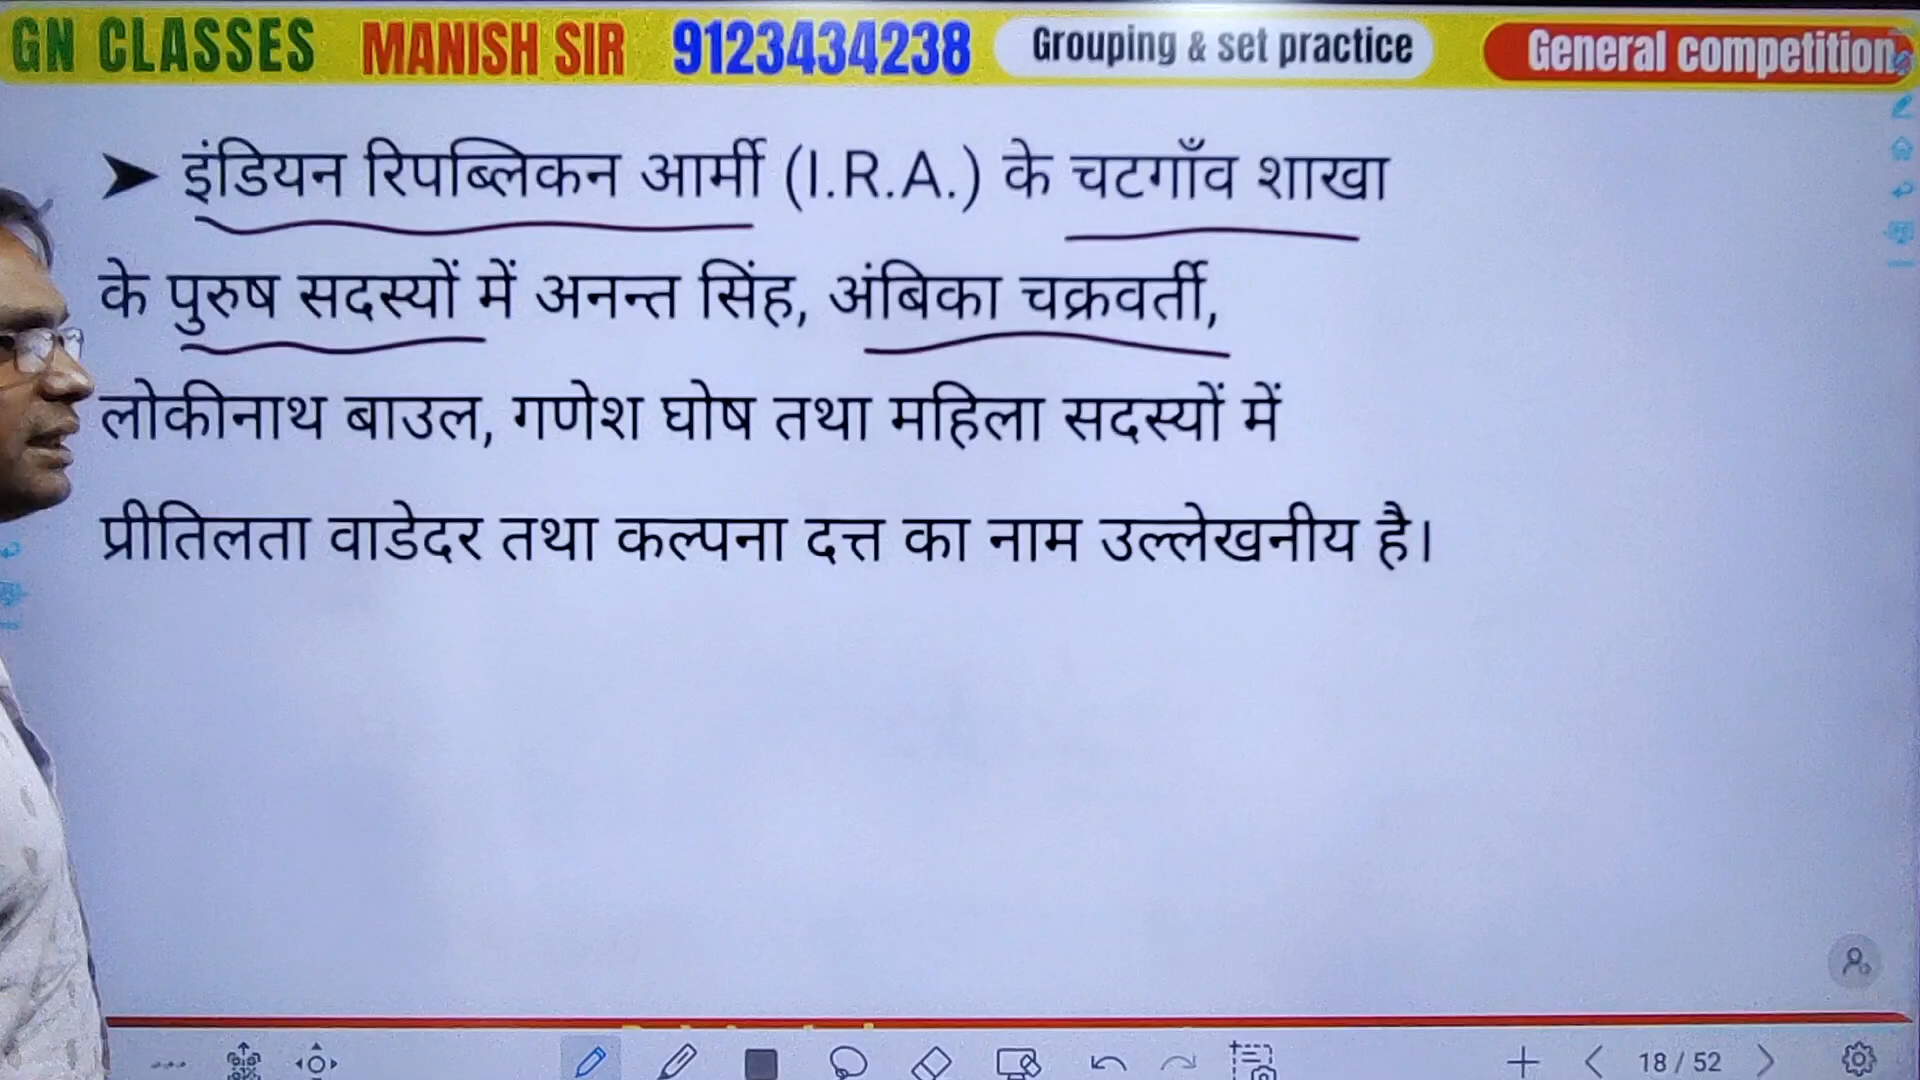 GN CLASSES MANISH SIR 9123434238 Grouping & set practice General competition
➤ इंडियन रिपब्लिकन आर्मी (I.R.A.) के चटगाँव शाखा
के पुरुष सदस्यों में अनन्त सिंह, अंबिका चक्रवर्ती,
लोकीनाथ बाउल, गणेश घोष तथा महिला सदस्यों में
प्रीतिलता वाडेदर तथा कल्पना दत्त का नाम उल्लेखनीय है।
18 / 52